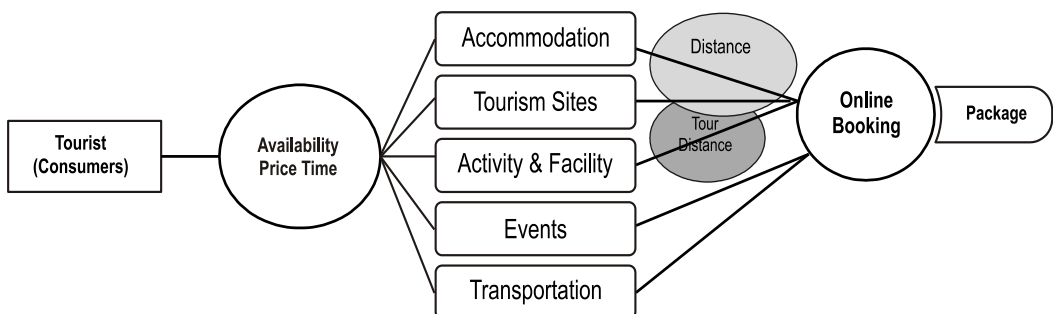 Tourist
(Consumers)
Availability
Price Time
Accommodation
Tourism Sites
Activity & Facility
Events
Transportation
Distance
Tour
Distance
Online
Booking
Package